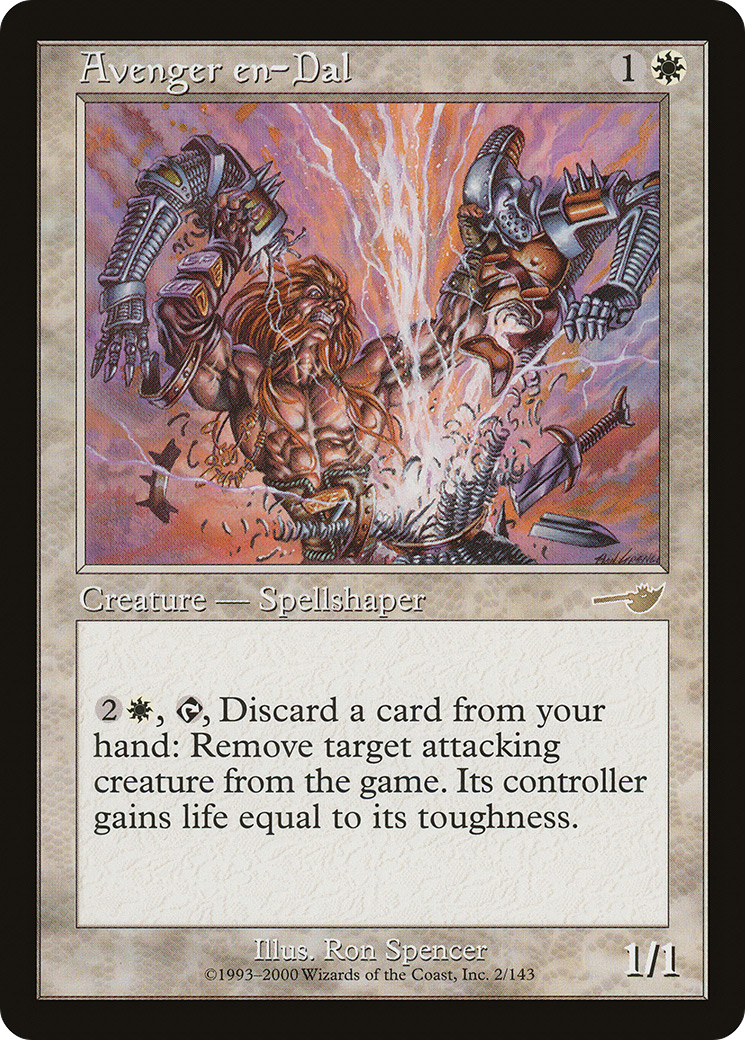 Avenger en-Dal 1
Creature — Spellshaper
2, , Discard a card from your
hand: Remove target attacking
creature from the game. Its controller
gains life equal to its toughness.
Illus. Ron Spencer
©1993–2000 Wizards of the Coast, Inc. 2/143
1/1